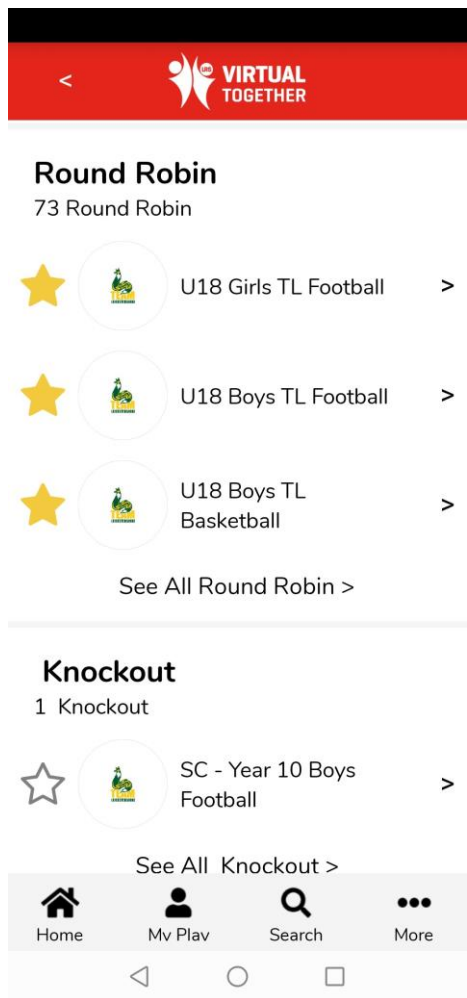 <
U18
VIRTUAL
TOGETHER
Round Robin
73 Round Robin
U18 Girls TL Football >
U18 Boys TL Football >
U18 Boys TL
Basketball >
See All Round Robin >
Knockout
1 Knockout
SC - Year 10 Boys
Football >
See All Knockout >
Home My Play Search More